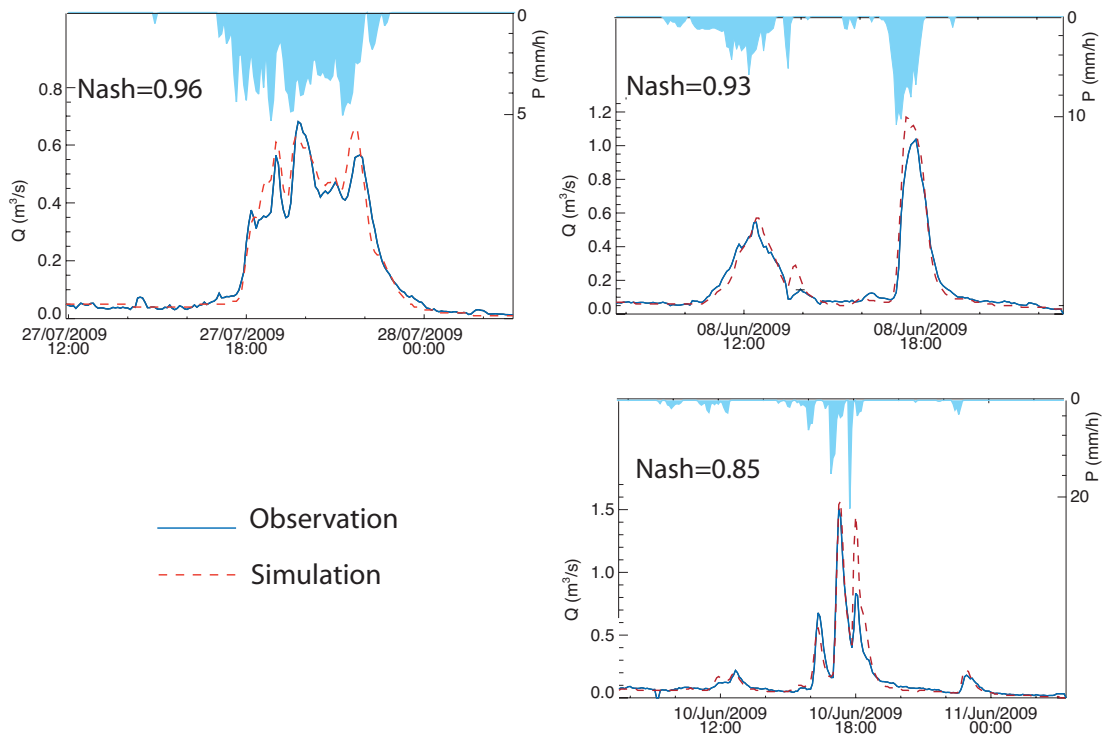 0
P (mm/h)
5
Nash=0.96
0.8
0.6
0.4
0.2
0.0
Q (m³/s)
27/07/2009
12:00
27/07/2009
18:00
28/07/2009
00:00
0
P (mm/h)
10
Nash=0.93
1.2
1.0
0.8
0.6
0.4
0.2
0.0
Q (m³/s)
08/Jun/2009
12:00
08/Jun/2009
18:00
0
P (mm/h)
20
Nash=0.85
1.5
1.0
0.5
0.0
Q (m³/s)
10/Jun/2009
12:00
10/Jun/2009
18:00
11/Jun/2009
00:00
Observation
Simulation